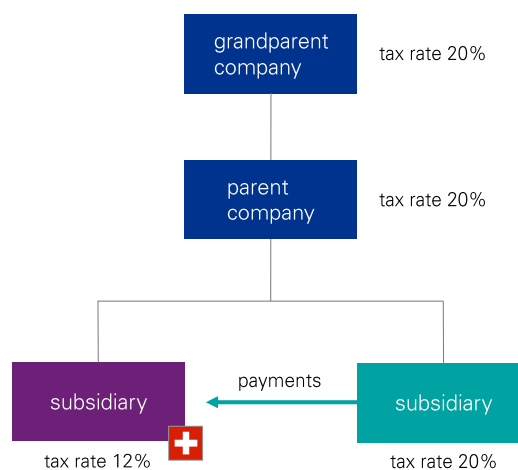 grandparent
company
tax rate 20%
parent
company
tax rate 20%
payments
subsidiary
subsidiary
tax rate 12%
tax rate 20%